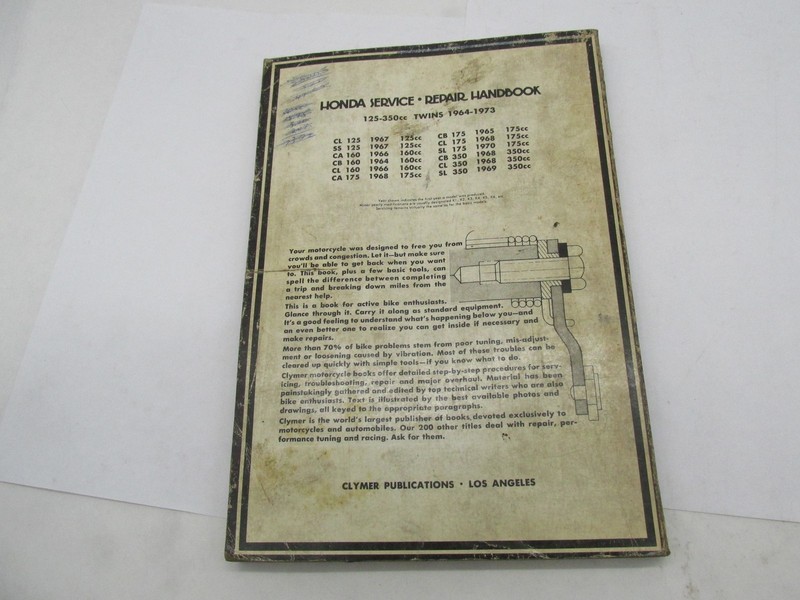 HONDA SERVICE • REPAIR HANDBOOK
125-350cc TWINS 1964-1973
CL 125 1967 125cc
SS 125 1967 125cc
CA 160 1966 160cc
CB 160 1964 160cc
CL 160 1966 160cc
CA 175 1968 175cc
CB 175 1965 175cc
CL 175 1968 175cc
SL 175 1970 175cc
CB 350 1968 350cc
CL 350 1968 350cc
SL 350 1969 350cc
Your motorcycle was designed to free you from
crowds and congestion. Let it—but make sure
you'll be able to get back when you want
to. This book, plus a few basic tools, can
spell the difference between completing
a trip and breaking down miles from the
nearest help.
This is a book for active bike enthusiasts.
Glance through it. Carry it along as standard equipment.
It's a good feeling to understand what's happening below you—and
an even better one to realize you can get inside if necessary and
make repairs.
More than 70% of bike problems stem from poor tuning, mis-adjust-
ment or loosening caused by vibration. Most of these troubles can be
cleared up quickly with simple tools—if you know what to do.
Clymer motorcycle books offer detailed step-by-step procedures for serv-
icing, troubleshooting, repair and major overhaul. Material has been
painstakingly gathered and edited by top technical writers who are also
bike enthusiasts. Text is illustrated by the best available photos and
drawings, all keyed to the appropriate paragraphs.
Clymer is the world's largest publisher of books devoted exclusively to
motorcycles and automobiles. Our 200 other titles deal with repair, per-
formance tuning and racing. Ask for them.
CLYMER PUBLICATIONS • LOS ANGELES